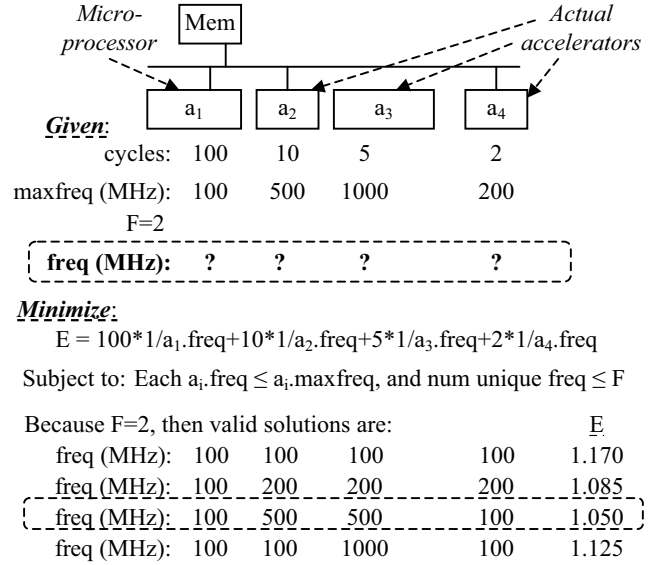 Micro-
processor
Mem
Actual
accelerators
a₁ a₂ a₃ a₄
Given:
cycles: 100 10 5 2
maxfreq (MHz): 100 500 1000 200
F=2
freq (MHz): ? ? ? ?
Minimize:
E = 100*1/a₁.freq+10*1/a₂.freq+5*1/a₃.freq+2*1/a₄.freq
Subject to: Each aᵢ.freq ≤ aᵢ.maxfreq, and num unique freq ≤ F
Because F=2, then valid solutions are: E
freq (MHz): 100 100 100 100 1.170
freq (MHz): 100 200 200 200 1.085
freq (MHz): 100 500 500 100 1.050
freq (MHz): 100 100 1000 100 1.125